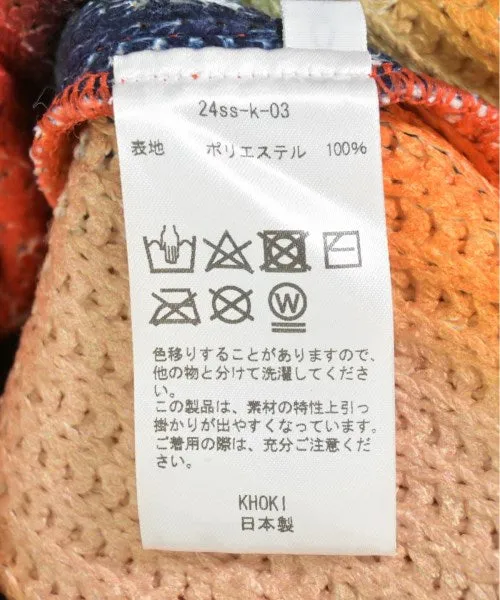 24ss-k-03
表地 ポリエステル 100%
W
色移りすることがありますので、
他の物と分けて洗濯してくださ
い。
この製品は、素材の特性上引っ
掛かりが出やすくなっています。
ご着用の際は、充分ご注意くだ
さい。
KHOKI
日本製